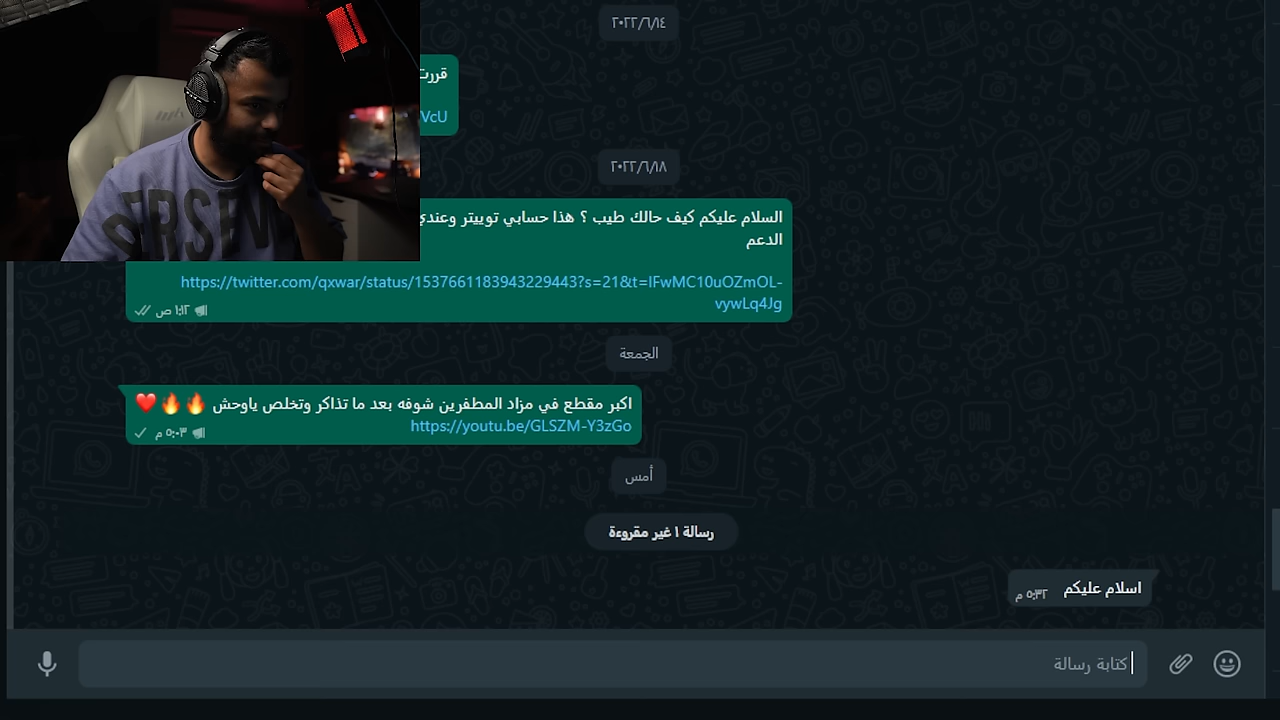 ٢٠٢٢/٦/١٤
قررت
VcU
٢٠٢٢/٦/١٨
السلام عليكم كيف حالك طيب ؟ هذا حسابي تويیتر وعندي
الدعم
https://twitter.com/qxwar/status/1537661183943229443?s=21&t=IFwMC10uOZmOL-
vywLq4Jg
١:١٢ ص
الجمعة
اكبر مقطع في مزاد المطفرين شوفه بعد ما تذاكر وتخلص ياوحش 🔥🔥❤️
https://youtu.be/GLSZM-Y3zGo
٥:٠٣ م
أمس
رسالة ١ غير مقروءة
اسلام عليكم
٥:٣٢ م
كتابة رسالة